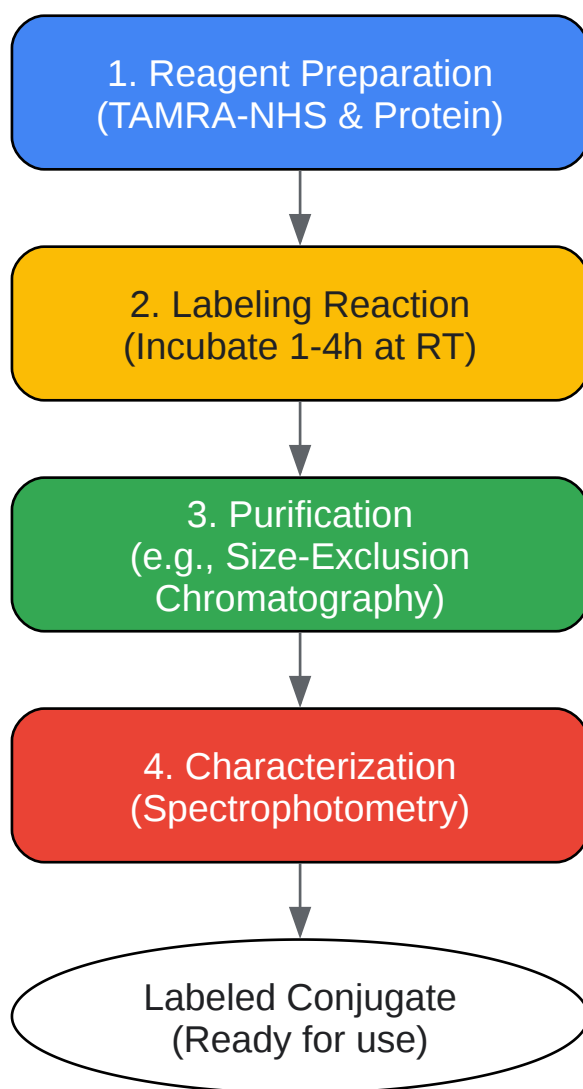 1. Reagent Preparation
(TAMRA-NHS & Protein)
2. Labeling Reaction
(Incubate 1-4h at RT)
3. Purification
(e.g., Size-Exclusion
Chromatography)
4. Characterization
(Spectrophotometry)
Labeled Conjugate
(Ready for use)